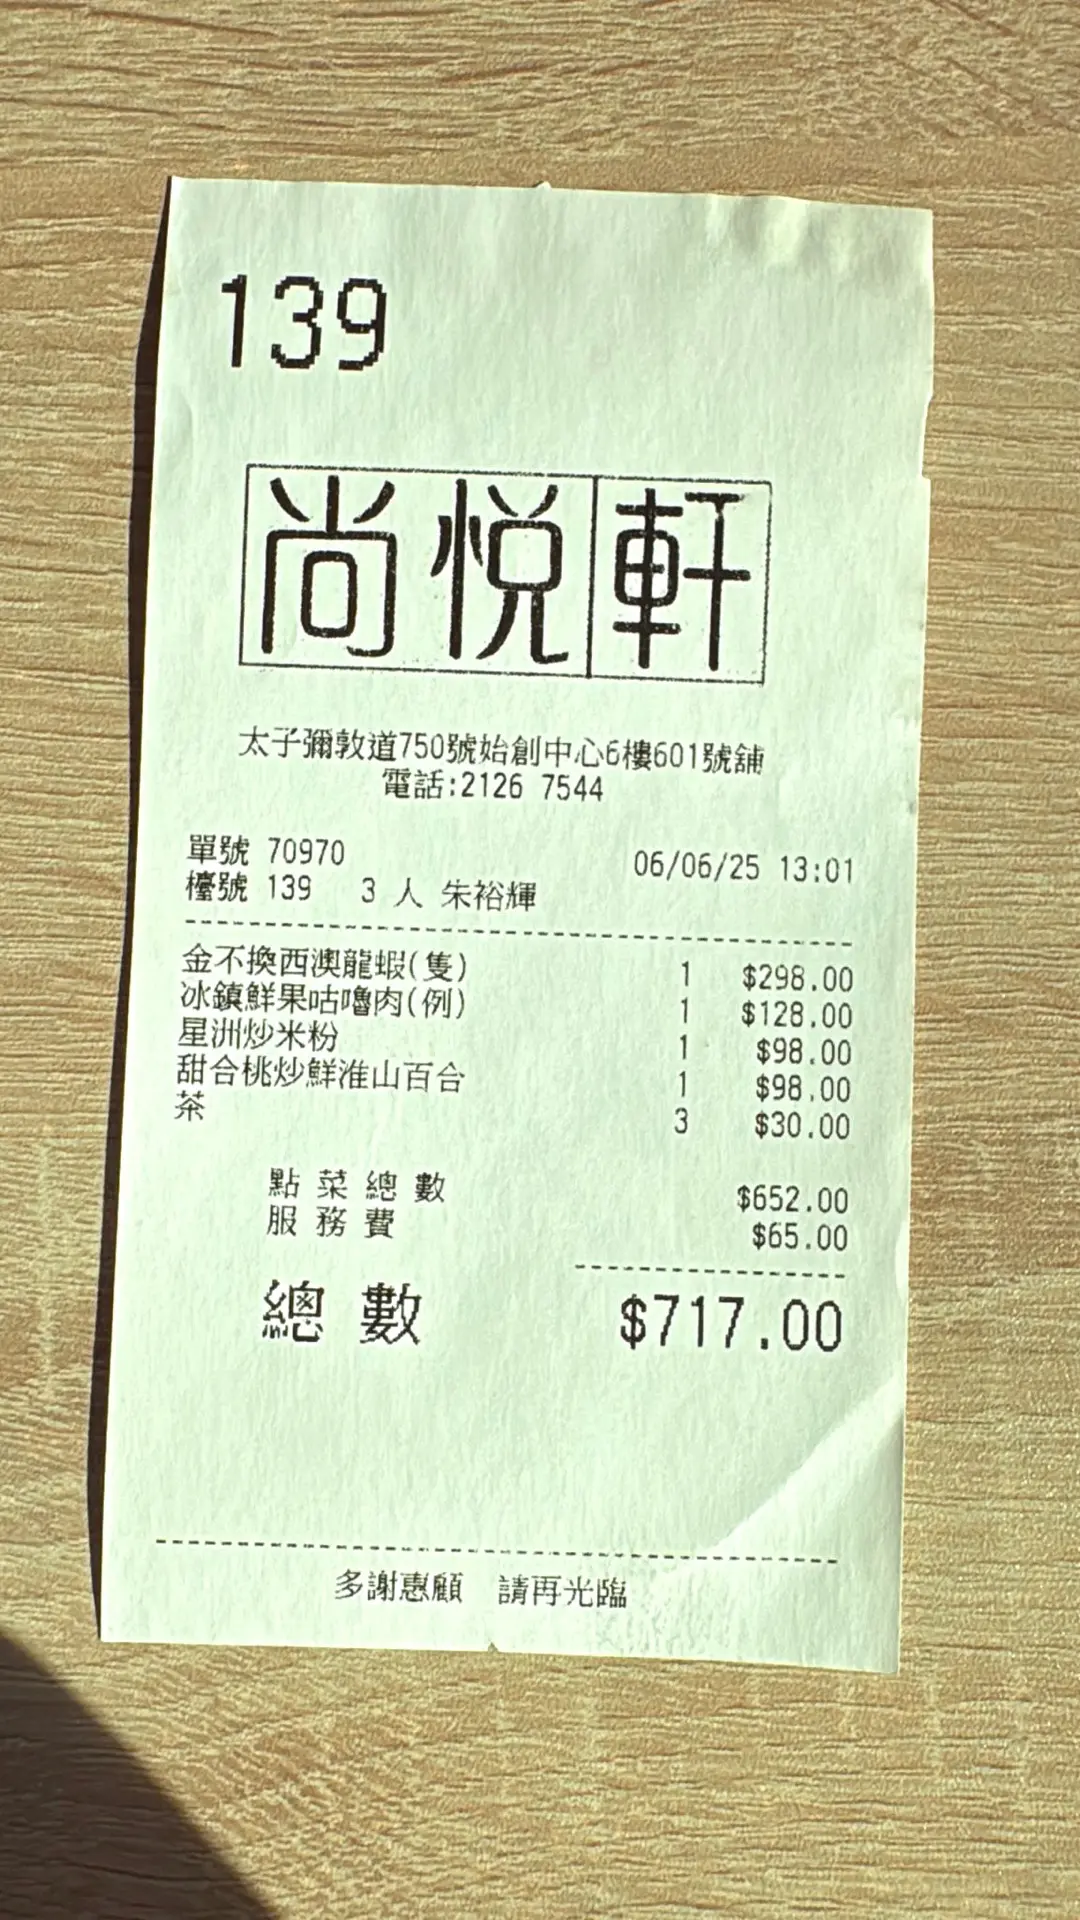 139
尚悅軒
太子彌敦道750號始創中心6樓601號舖
電話:2126 7544
單號 70970 06/06/25 13:01
檯號 139 3 人 朱裕輝
金不換西澳龍蝦(隻) 1 $298.00
冰鎮鮮果咕嚕肉(例) 1 $128.00
星洲炒米粉 1 $98.00
甜合桃炒鮮淮山百合 1 $98.00
茶 3 $30.00
點菜總數 $652.00
服務費 $65.00
總數 $717.00
多謝惠顧 請再光臨